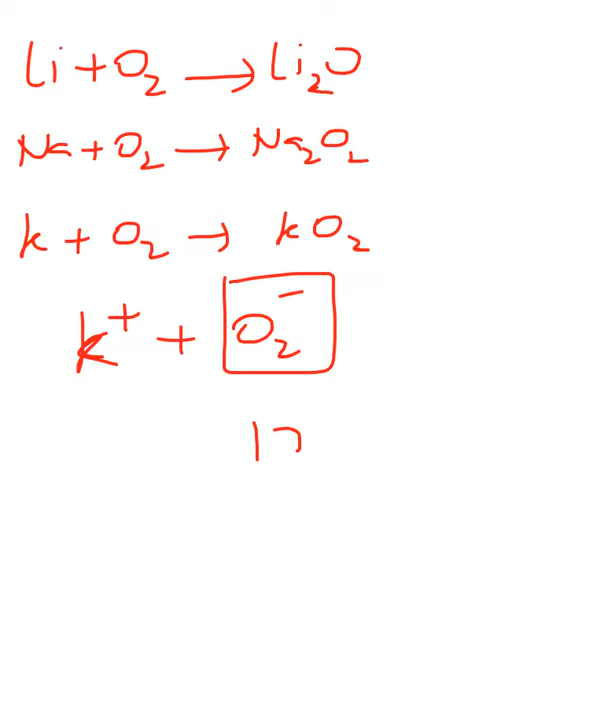 Li + O₂ → Li₂O
Na + O₂ → Na₂O₂
k + O₂ → kO₂
k⁺ + O₂⁻
17